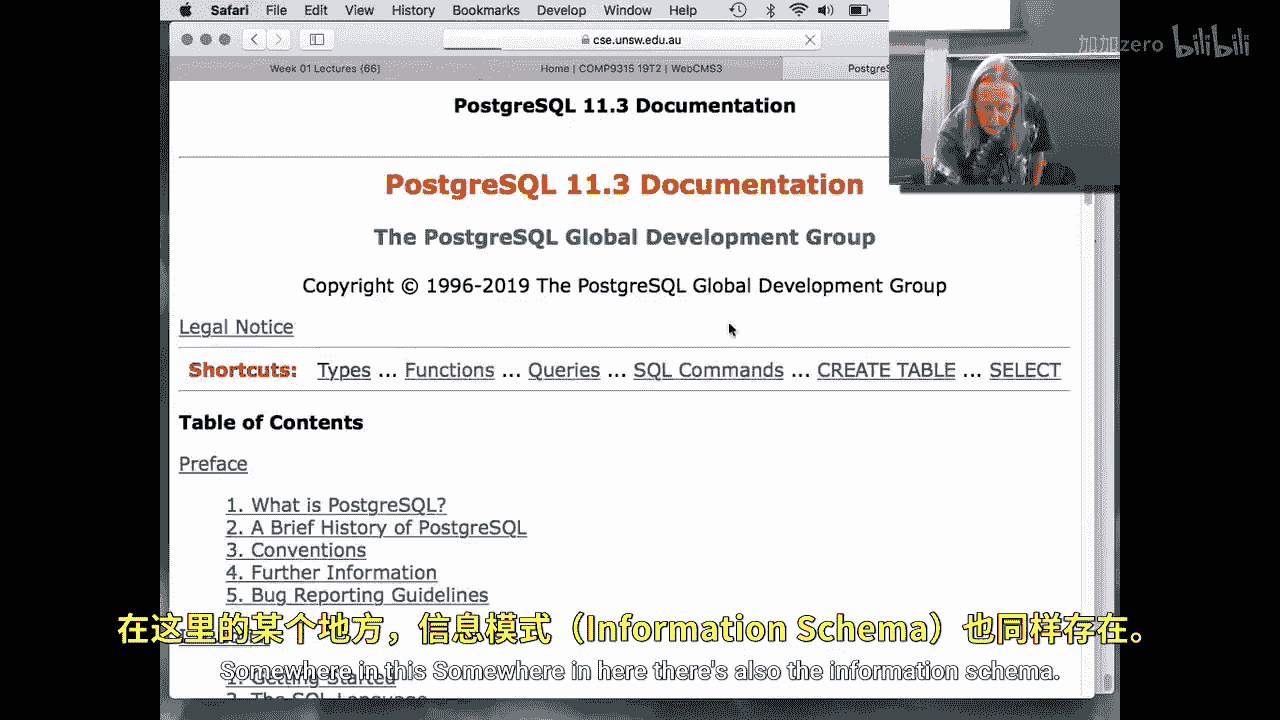 Safari File Edit View History Bookmarks Develop Window Help
cse.unsw.edu.au
Week 01 Lectures (66)
Home | COMP9315 19T2 | WebCMS3
加加zero bilibili
PostgreSQL 11.3 Documentation
PostgreSQL 11.3 Documentation
The PostgreSQL Global Development Group
Copyright © 1996-2019 The PostgreSQL Global Development Group
Legal Notice
Shortcuts: Types ... Functions ... Queries ... SQL Commands ... CREATE TABLE ... SELECT
Table of Contents
Preface
1. What is PostgreSQL?
2. A Brief History of PostgreSQL
3. Conventions
4. Further Information
5. Bug Reporting Guidelines
在这里的某个地方，信息模式（Information Schema）也同样存在。
Somewhere in this Somewhere in here there's also the information schema.